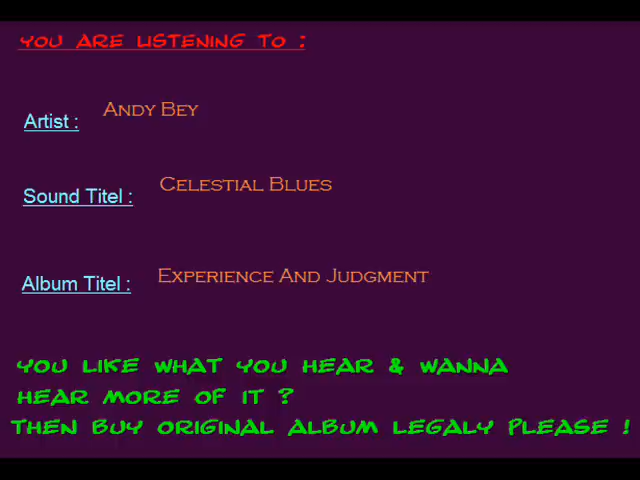 YOU ARE LISTENING TO :
Artist : Andy Bey
Sound Titel : Celestial Blues
Album Titel : Experience And Judgment
YOU LIKE WHAT YOU HEAR & WANNA
HEAR MORE OF IT ?
THEN BUY ORIGINAL ALBUM LEGALY PLEASE !